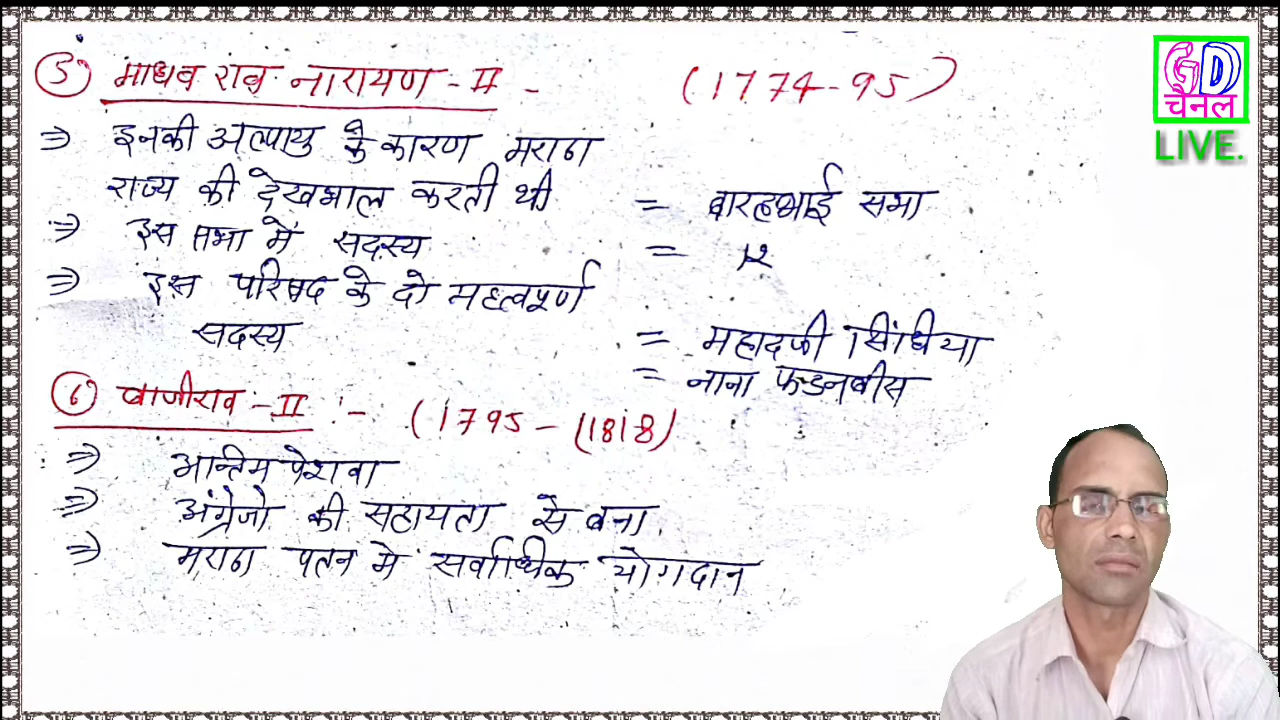 ⑤ माधव राव नारायण - II - (1774-95)
⇒ इनकी अल्पायु के कारण मराठा
राज्य की देखभाल करती थी = बारहभाई सभा
⇒ इस सभा में सदस्य = 12
⇒ इस परिषद के दो महत्वपूर्ण
सदस्य = महादजी सिंधिया
= नाना फडनबीस
⑥ बाजीराव - II :- (1795 - (1818)
⇒ अन्तिम पेशवा
⇒ अंग्रेजो की सहायता से बना
⇒ मराठा पतन मे सर्वाधिक योगदान
GD
चैनल
LIVE.